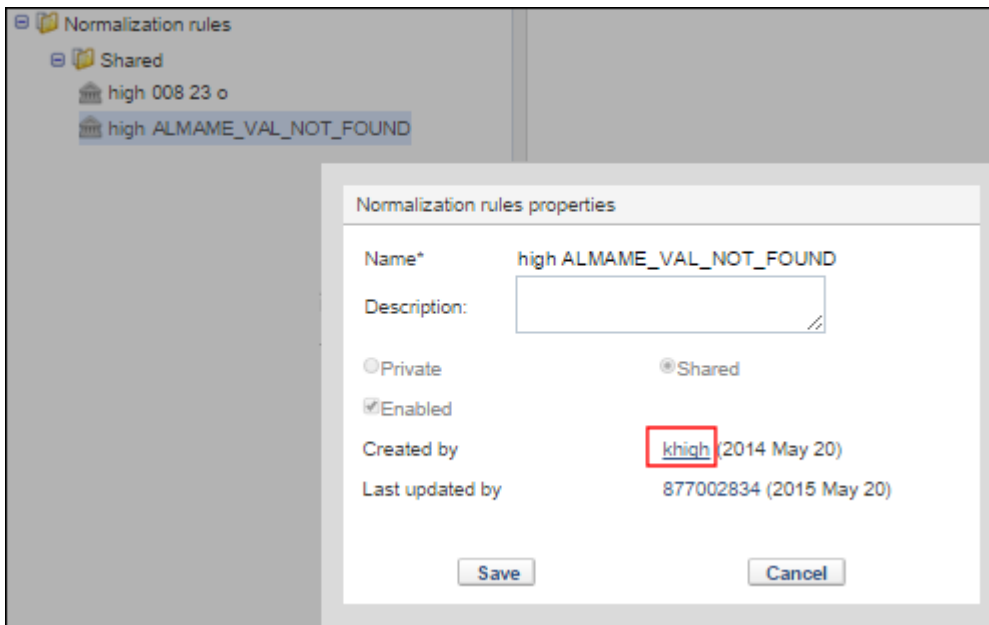 Normalization rules
Shared
high 008 23 o
high ALMAME_VAL_NOT_FOUND
Normalization rules properties
Name* high ALMAME_VAL_NOT_FOUND
Description:
Private Shared
Enabled
Created by khigh (2014 May 20)
Last updated by 877002834 (2015 May 20)
Save Cancel